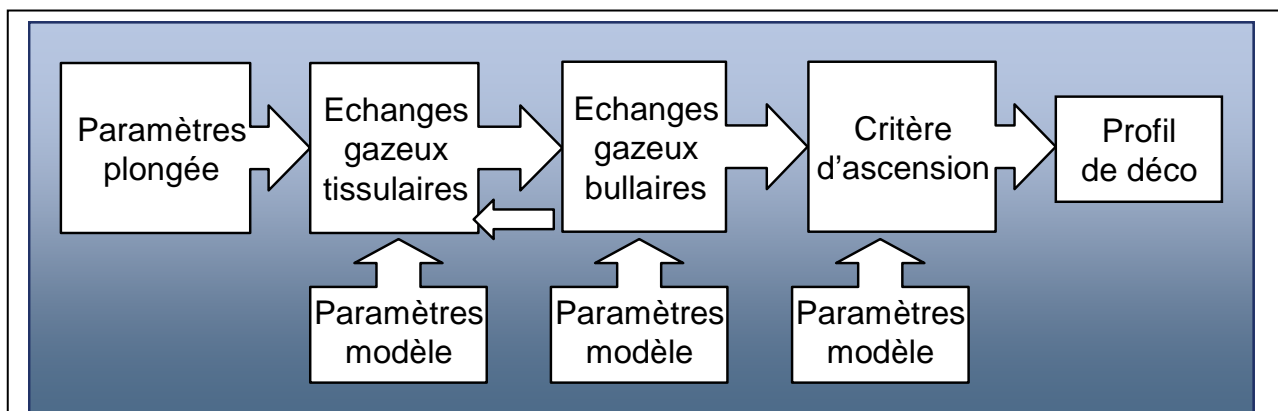 Paramètres
plongée
Echanges
gazeux
tissulaires
Echanges
gazeux
bullaires
Critère
d’ascension
Profil
de déco
Paramètres
modèle
Paramètres
modèle
Paramètres
modèle